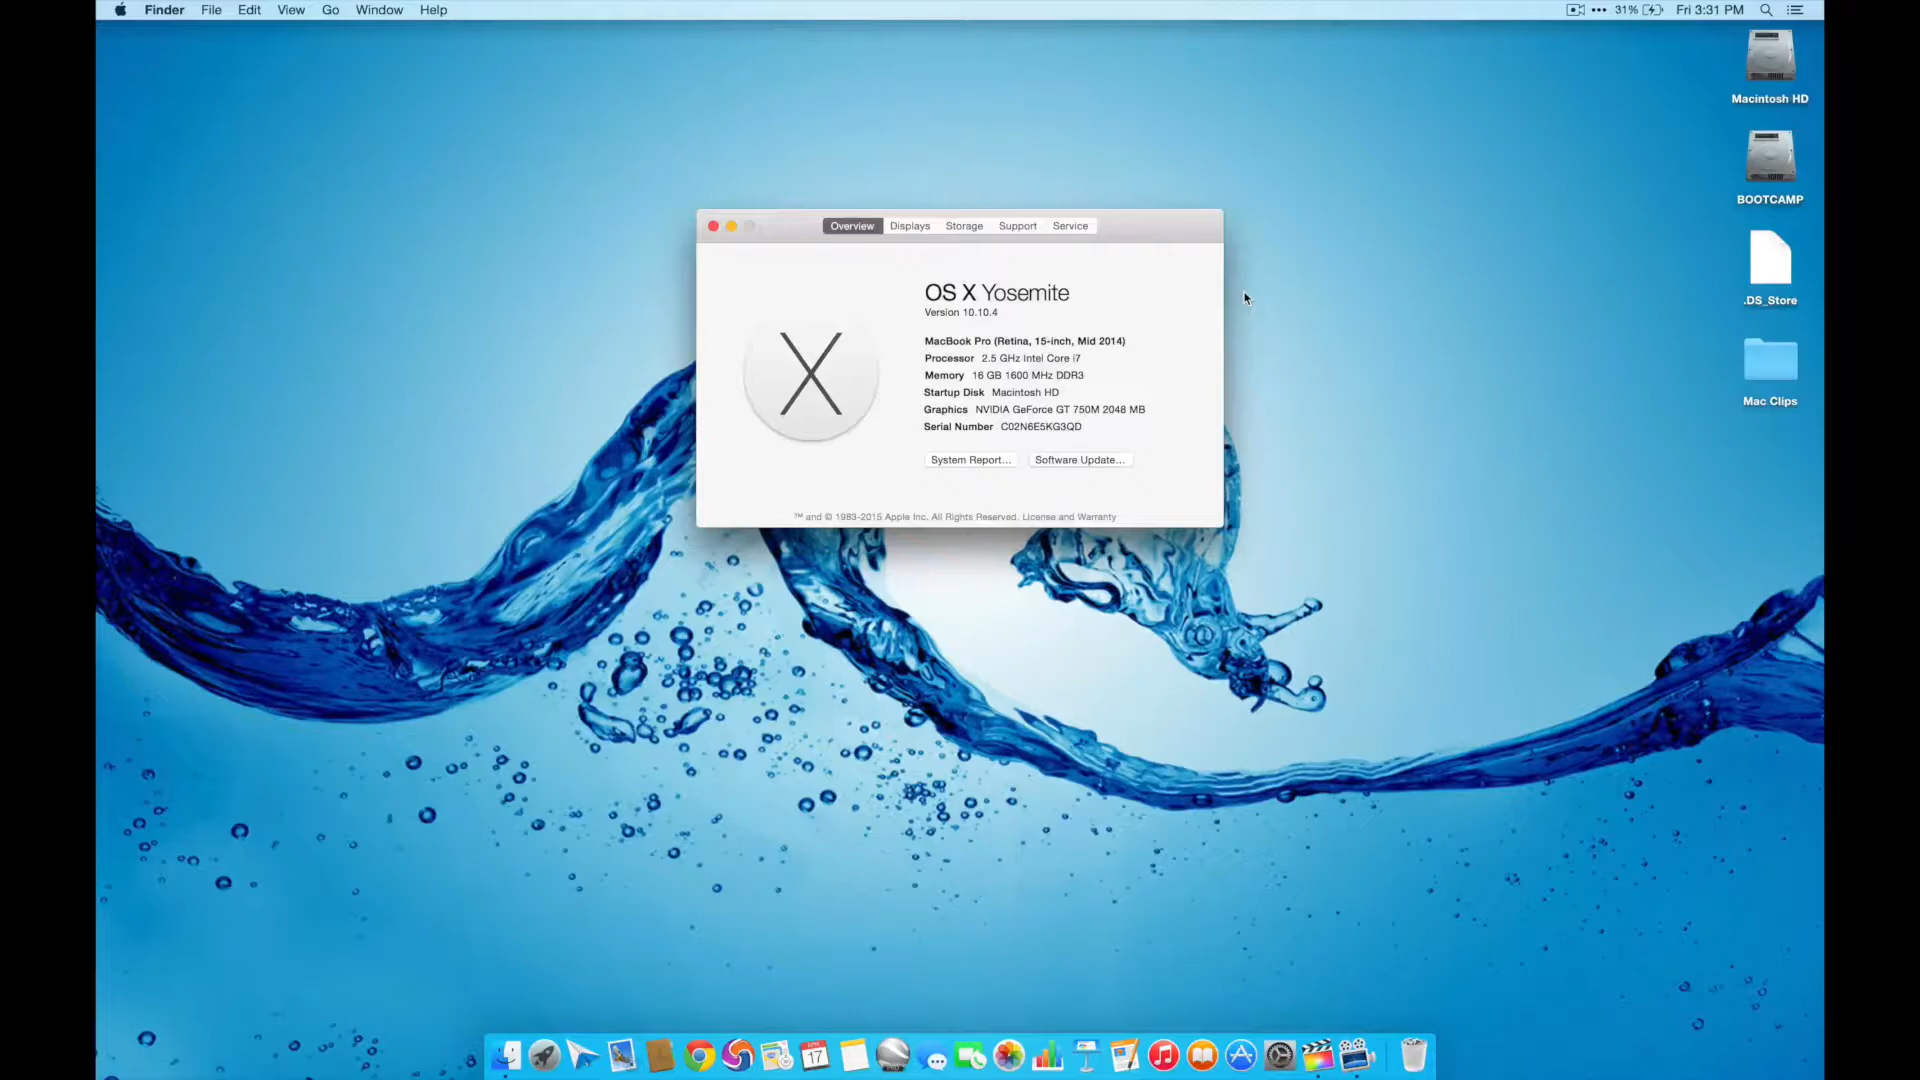 Finder File Edit View Go Window Help
31% Fri 3:31 PM
Macintosh HD
BOOTCAMP
.DS_Store
Mac Clips
Overview Displays Storage Support Service
OS X Yosemite
Version 10.10.4
MacBook Pro (Retina, 15-inch, Mid 2014)
Processor 2.5 GHz Intel Core i7
Memory 16 GB 1600 MHz DDR3
Startup Disk Macintosh HD
Graphics NVIDIA GeForce GT 750M 2048 MB
Serial Number C02N6E5KG3QD
System Report... Software Update...
™ and © 1983-2015 Apple Inc. All Rights Reserved. License and Warranty
17